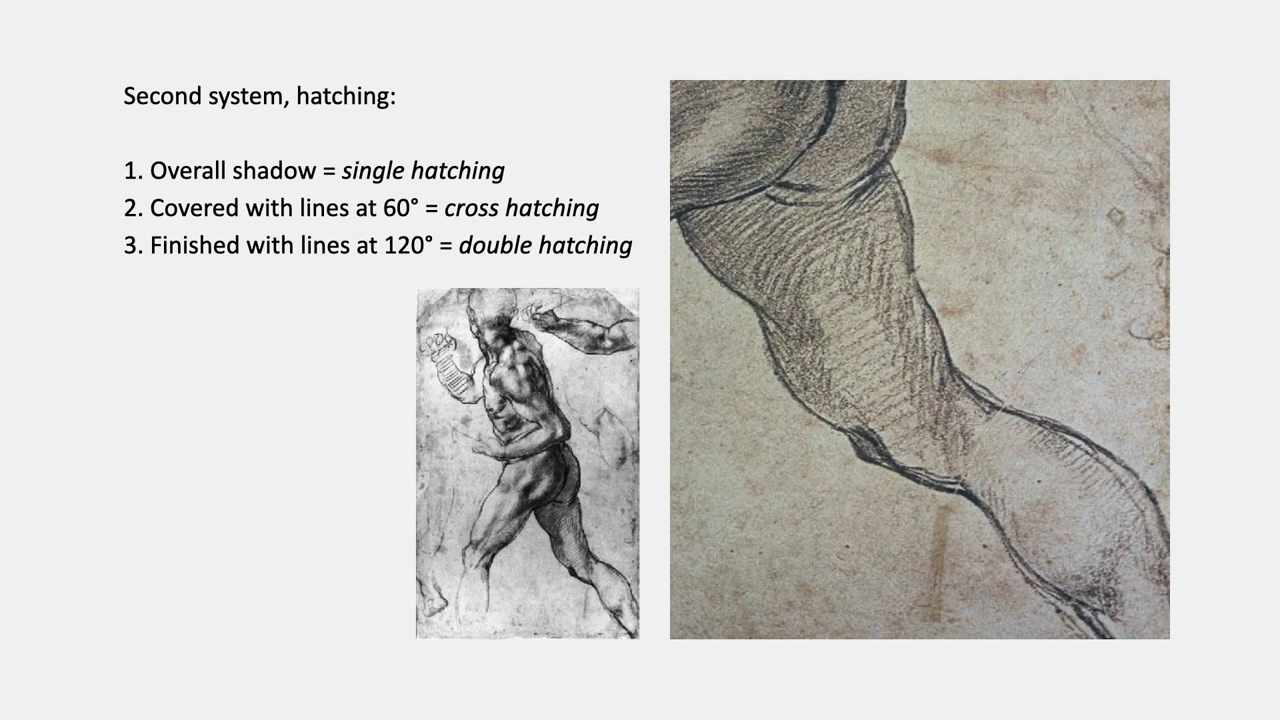 Second system, hatching:
1. Overall shadow = single hatching
2. Covered with lines at 60° = cross hatching
3. Finished with lines at 120° = double hatching